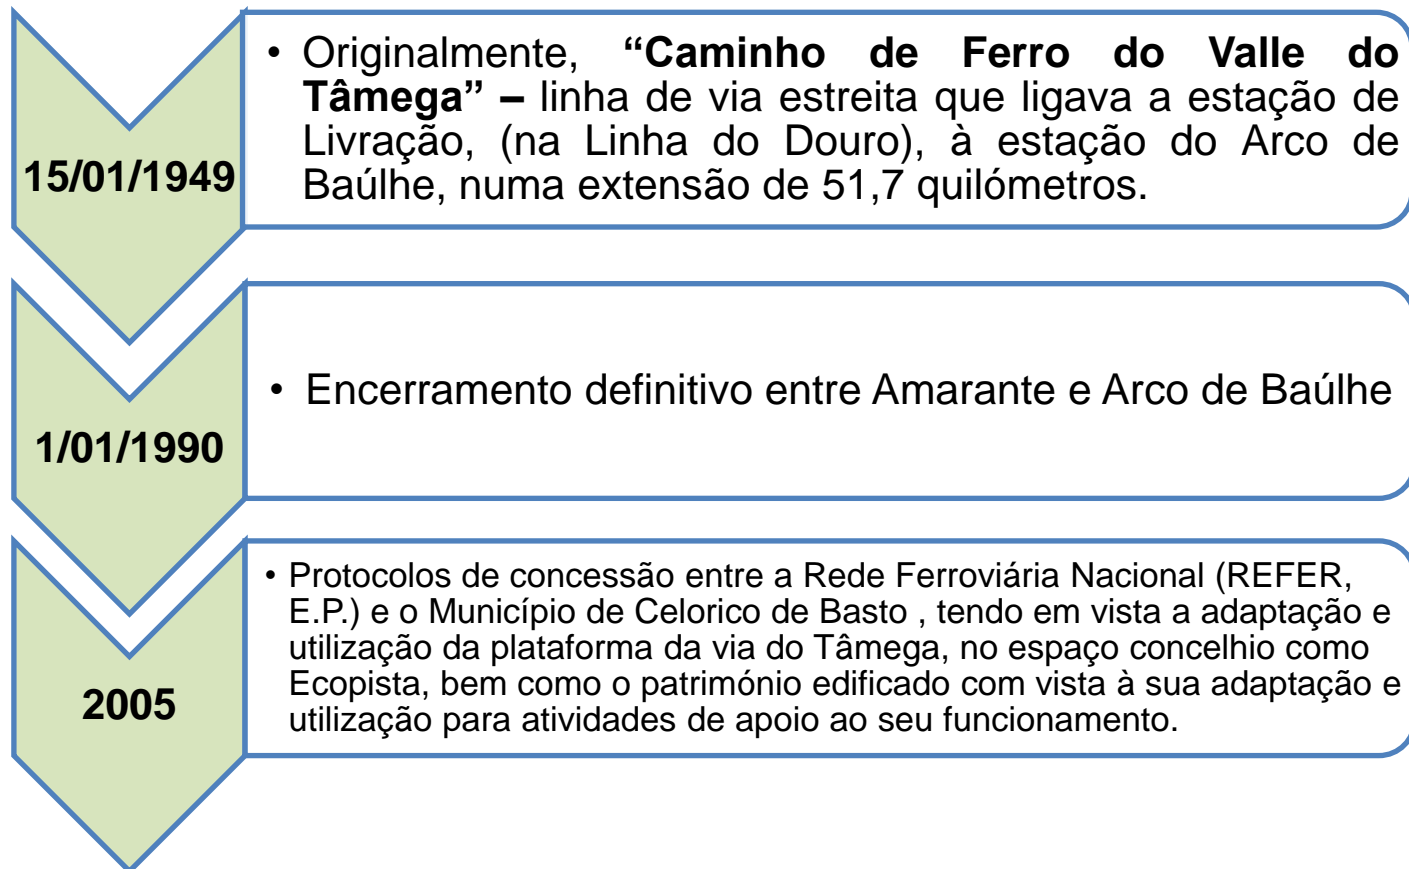 15/01/1949
• Originalmente, “Caminho de Ferro do Valle do
Tâmega” – linha de via estreita que ligava a estação de
Livração, (na Linha do Douro), à estação do Arco de
Baúlhe, numa extensão de 51,7 quilómetros.
1/01/1990
• Encerramento definitivo entre Amarante e Arco de Baúlhe
2005
• Protocolos de concessão entre a Rede Ferroviária Nacional (REFER,
E.P.) e o Município de Celorico de Basto , tendo em vista a adaptação e
utilização da plataforma da via do Tâmega, no espaço concelhio como
Ecopista, bem como o património edificado com vista à sua adaptação e
utilização para atividades de apoio ao seu funcionamento.